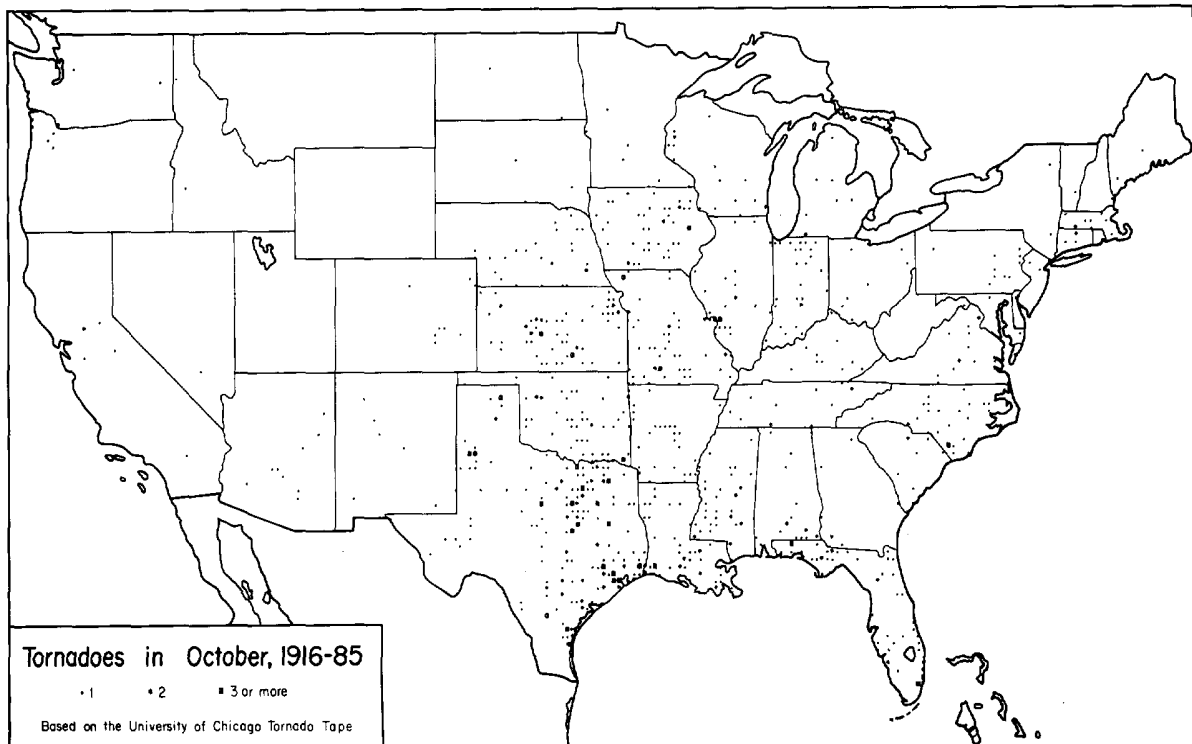 Tornadoes in October, 1916-85
1 2 3 or more
Based on the University of Chicago Tornado Tape